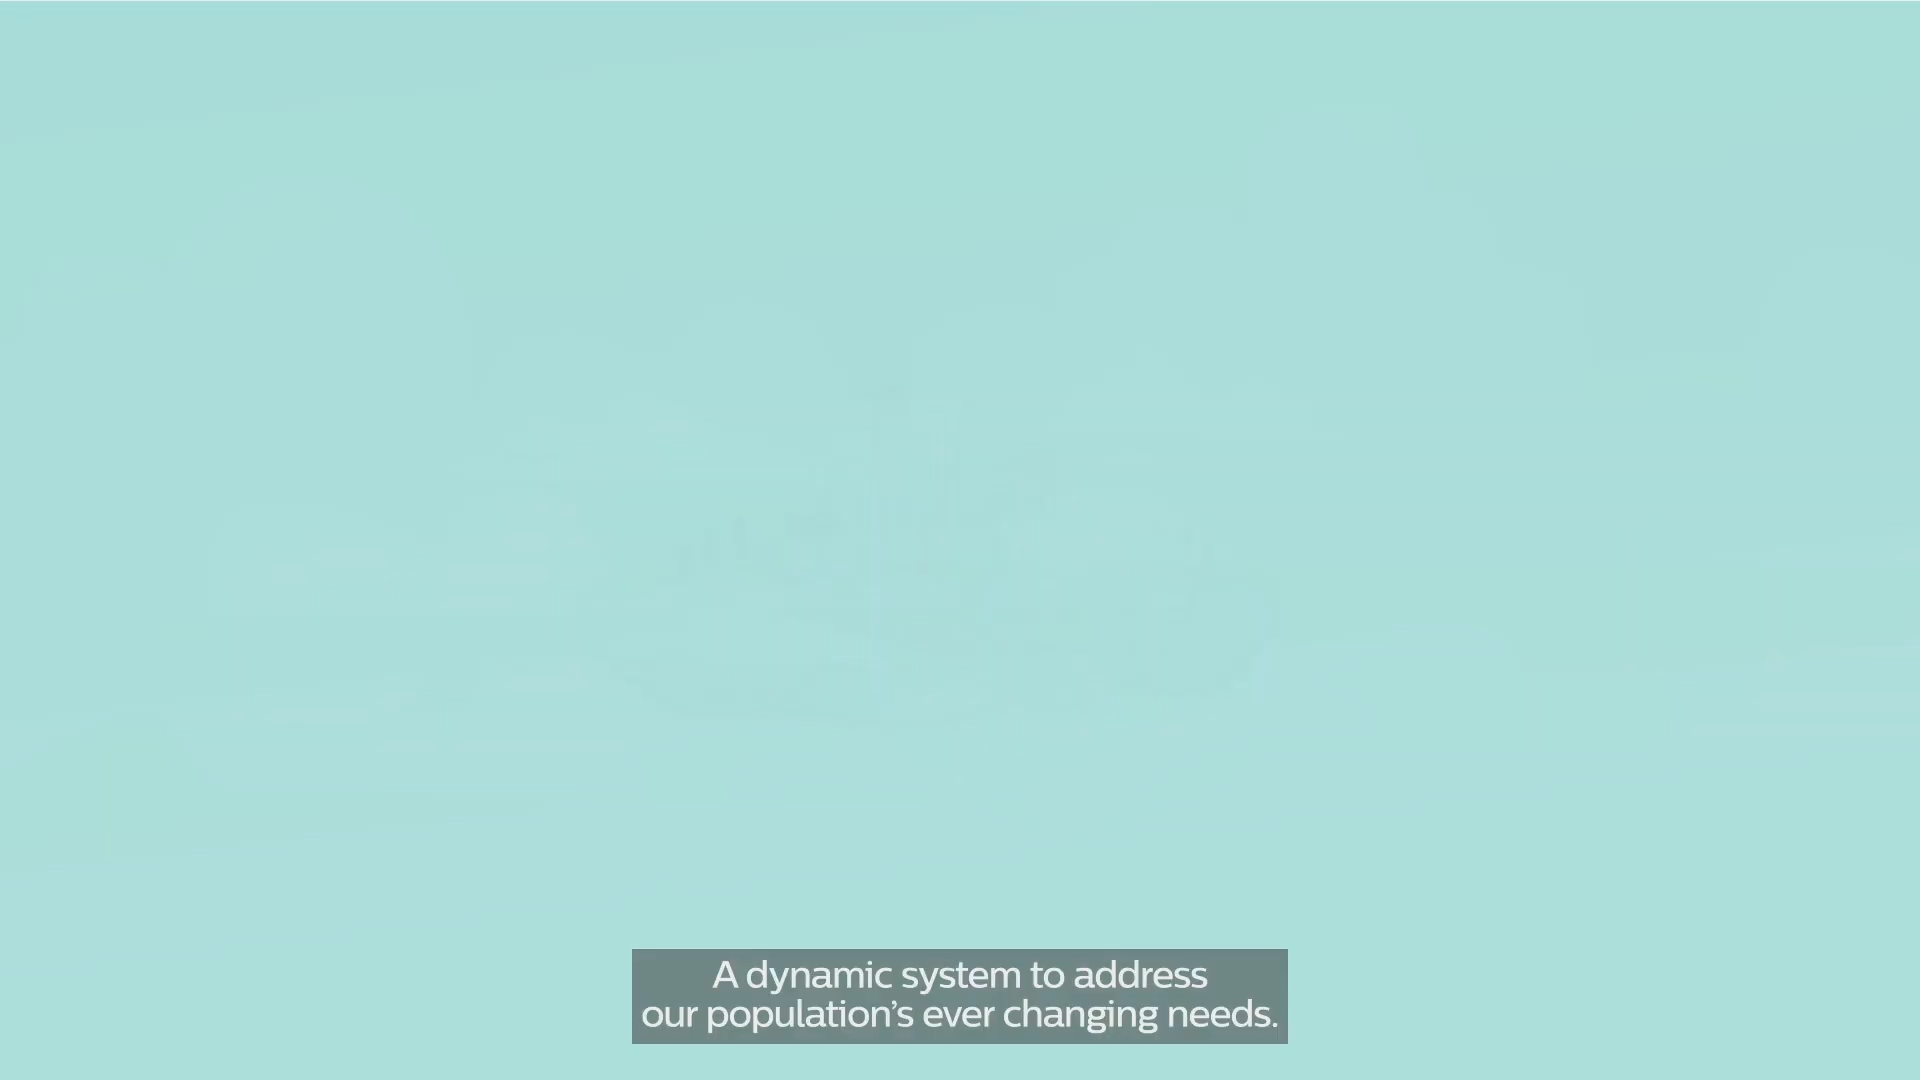 A dynamic system to address
our population’s ever changing needs.